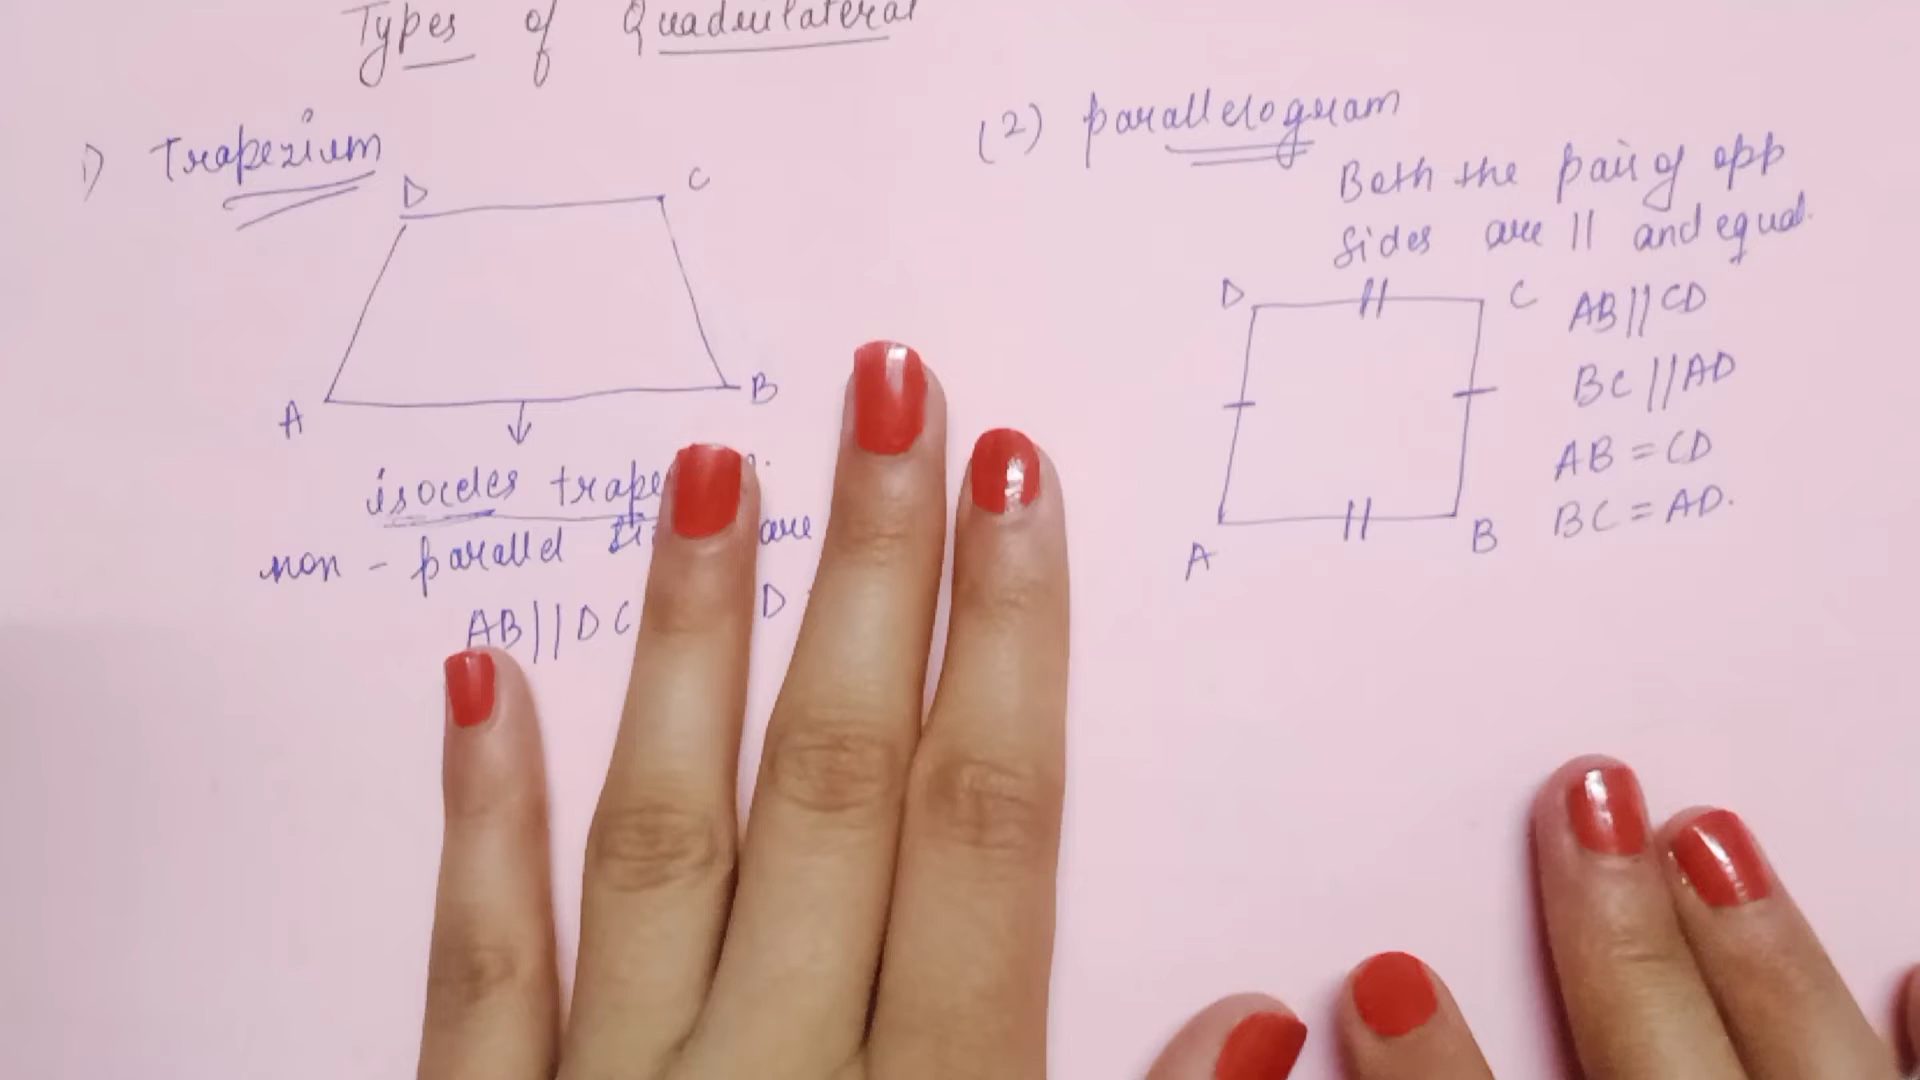 Types of Quadrilateral
1) Trapezium
D C
A B
isoceles
non - parallel are
AB||DC D
(2) parallelogram
Both the pair of opp
sides are || and equal.
D C
A B
AB||CD
BC||AD
AB = CD
BC = AD.